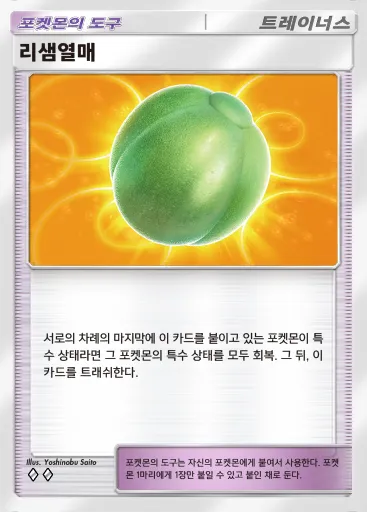 포켓몬의 도구
트레이너스
리샘열매
서로의 차례의 마지막에 이 카드를 붙이고 있는 포켓몬이 특
수 상태라면 그 포켓몬의 특수 상태를 모두 회복. 그 뒤, 이
카드를 트래쉬한다.
Illus. Yoshinobu Saito
포켓몬의 도구는 자신의 포켓몬에게 붙여서 사용한다. 포켓
몬 1마리에게 1장만 붙일 수 있고 붙인 채로 둔다.